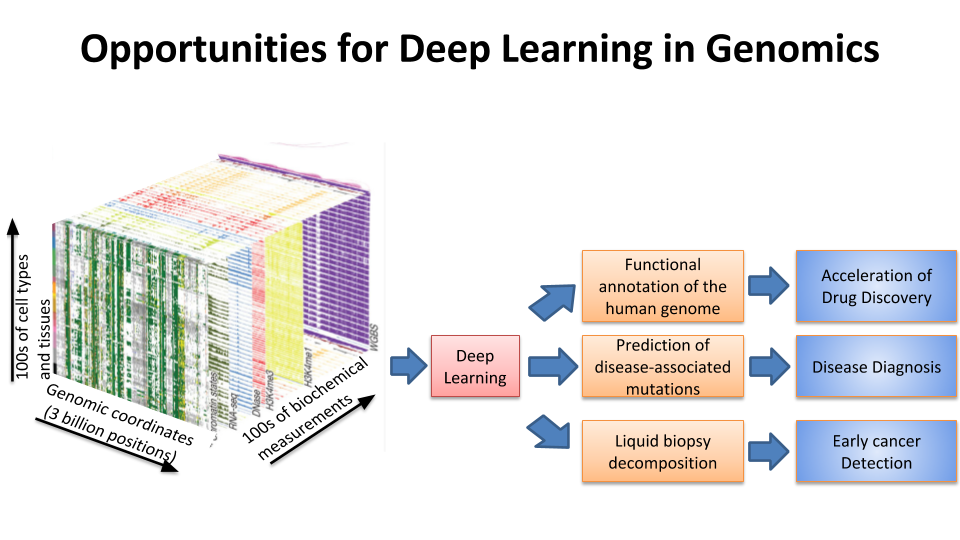 Opportunities for Deep Learning in Genomics
100s of cell types
and tissues
Genomic coordinates
(3 billion positions)
100s of biochemical
measurements
Chromatin states
RNA-seq
DNase
H3K4me3
H3K4me1
WGBS
Deep
Learning
Functional
annotation of the
human genome
Acceleration of
Drug Discovery
Prediction of
disease-associated
mutations
Disease Diagnosis
Liquid biopsy
decomposition
Early cancer
Detection